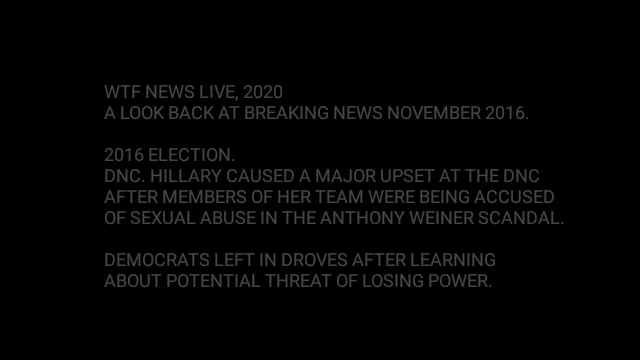 WTF NEWS LIVE, 2020
A LOOK BACK AT BREAKING NEWS NOVEMBER 2016.
2016 ELECTION.
DNC. HILLARY CAUSED A MAJOR UPSET AT THE DNC
AFTER MEMBERS OF HER TEAM WERE BEING ACCUSED
OF SEXUAL ABUSE IN THE ANTHONY WEINER SCANDAL.
DEMOCRATS LEFT IN DROVES AFTER LEARNING
ABOUT POTENTIAL THREAT OF LOSING POWER.